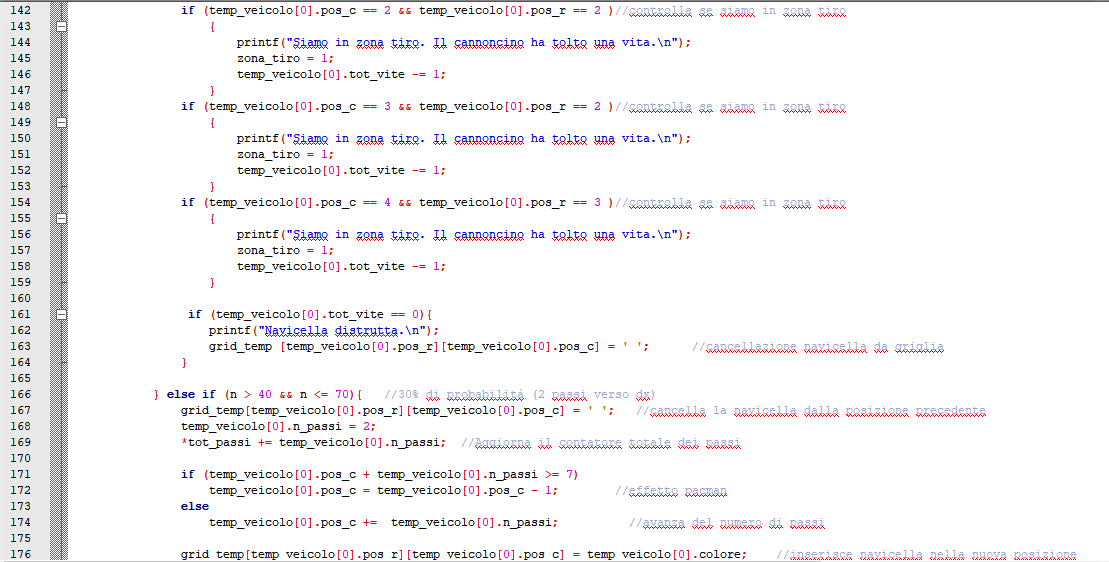 142 if (temp_veicolo[0].pos_c == 2 && temp_veicolo[0].pos_r == 2 )//controlla se siamo in zona tiro
143 {
144 printf("Siamo in zona tiro. Il cannoncino ha tolto una vita.\n");
145 zona_tiro = 1;
146 temp_veicolo[0].tot_vite -= 1;
147 }
148 if (temp_veicolo[0].pos_c == 3 && temp_veicolo[0].pos_r == 2 )//controlla se siamo in zona tiro
149 {
150 printf("Siamo in zona tiro. Il cannoncino ha tolto una vita.\n");
151 zona_tiro = 1;
152 temp_veicolo[0].tot_vite -= 1;
153 }
154 if (temp_veicolo[0].pos_c == 4 && temp_veicolo[0].pos_r == 3 )//controlla se siamo in zona tiro
155 {
156 printf("Siamo in zona tiro. Il cannoncino ha tolto una vita.\n");
157 zona_tiro = 1;
158 temp_veicolo[0].tot_vite -= 1;
159 }
160
161 if (temp_veicolo[0].tot_vite == 0){
162 printf("Navicella distrutta.\n");
163 grid_temp [temp_veicolo[0].pos_r][temp_veicolo[0].pos_c] = ' '; //cancellazione navicella da griglia
164 }
165
166 } else if (n > 40 && n <= 70){ //30% di probabilità (2 passi verso dx)
167 grid_temp[temp_veicolo[0].pos_r][temp_veicolo[0].pos_c] = ' '; //cancella la navicella dalla posizione precedente
168 temp_veicolo[0].n_passi = 2;
169 *tot_passi += temp_veicolo[0].n_passi; //Aggiorna il contatore totale dei passi
170
171 if (temp_veicolo[0].pos_c + temp_veicolo[0].n_passi >= 7)
172 temp_veicolo[0].pos_c = temp_veicolo[0].pos_c - 1; //effetto pacman
173 else
174 temp_veicolo[0].pos_c += temp_veicolo[0].n_passi; //avanza del numero di passi
175
176 grid_temp[temp_veicolo[0].pos_r][temp_veicolo[0].pos_c] = temp_veicolo[0].colore; //inserisce navicella nella nuova posizione